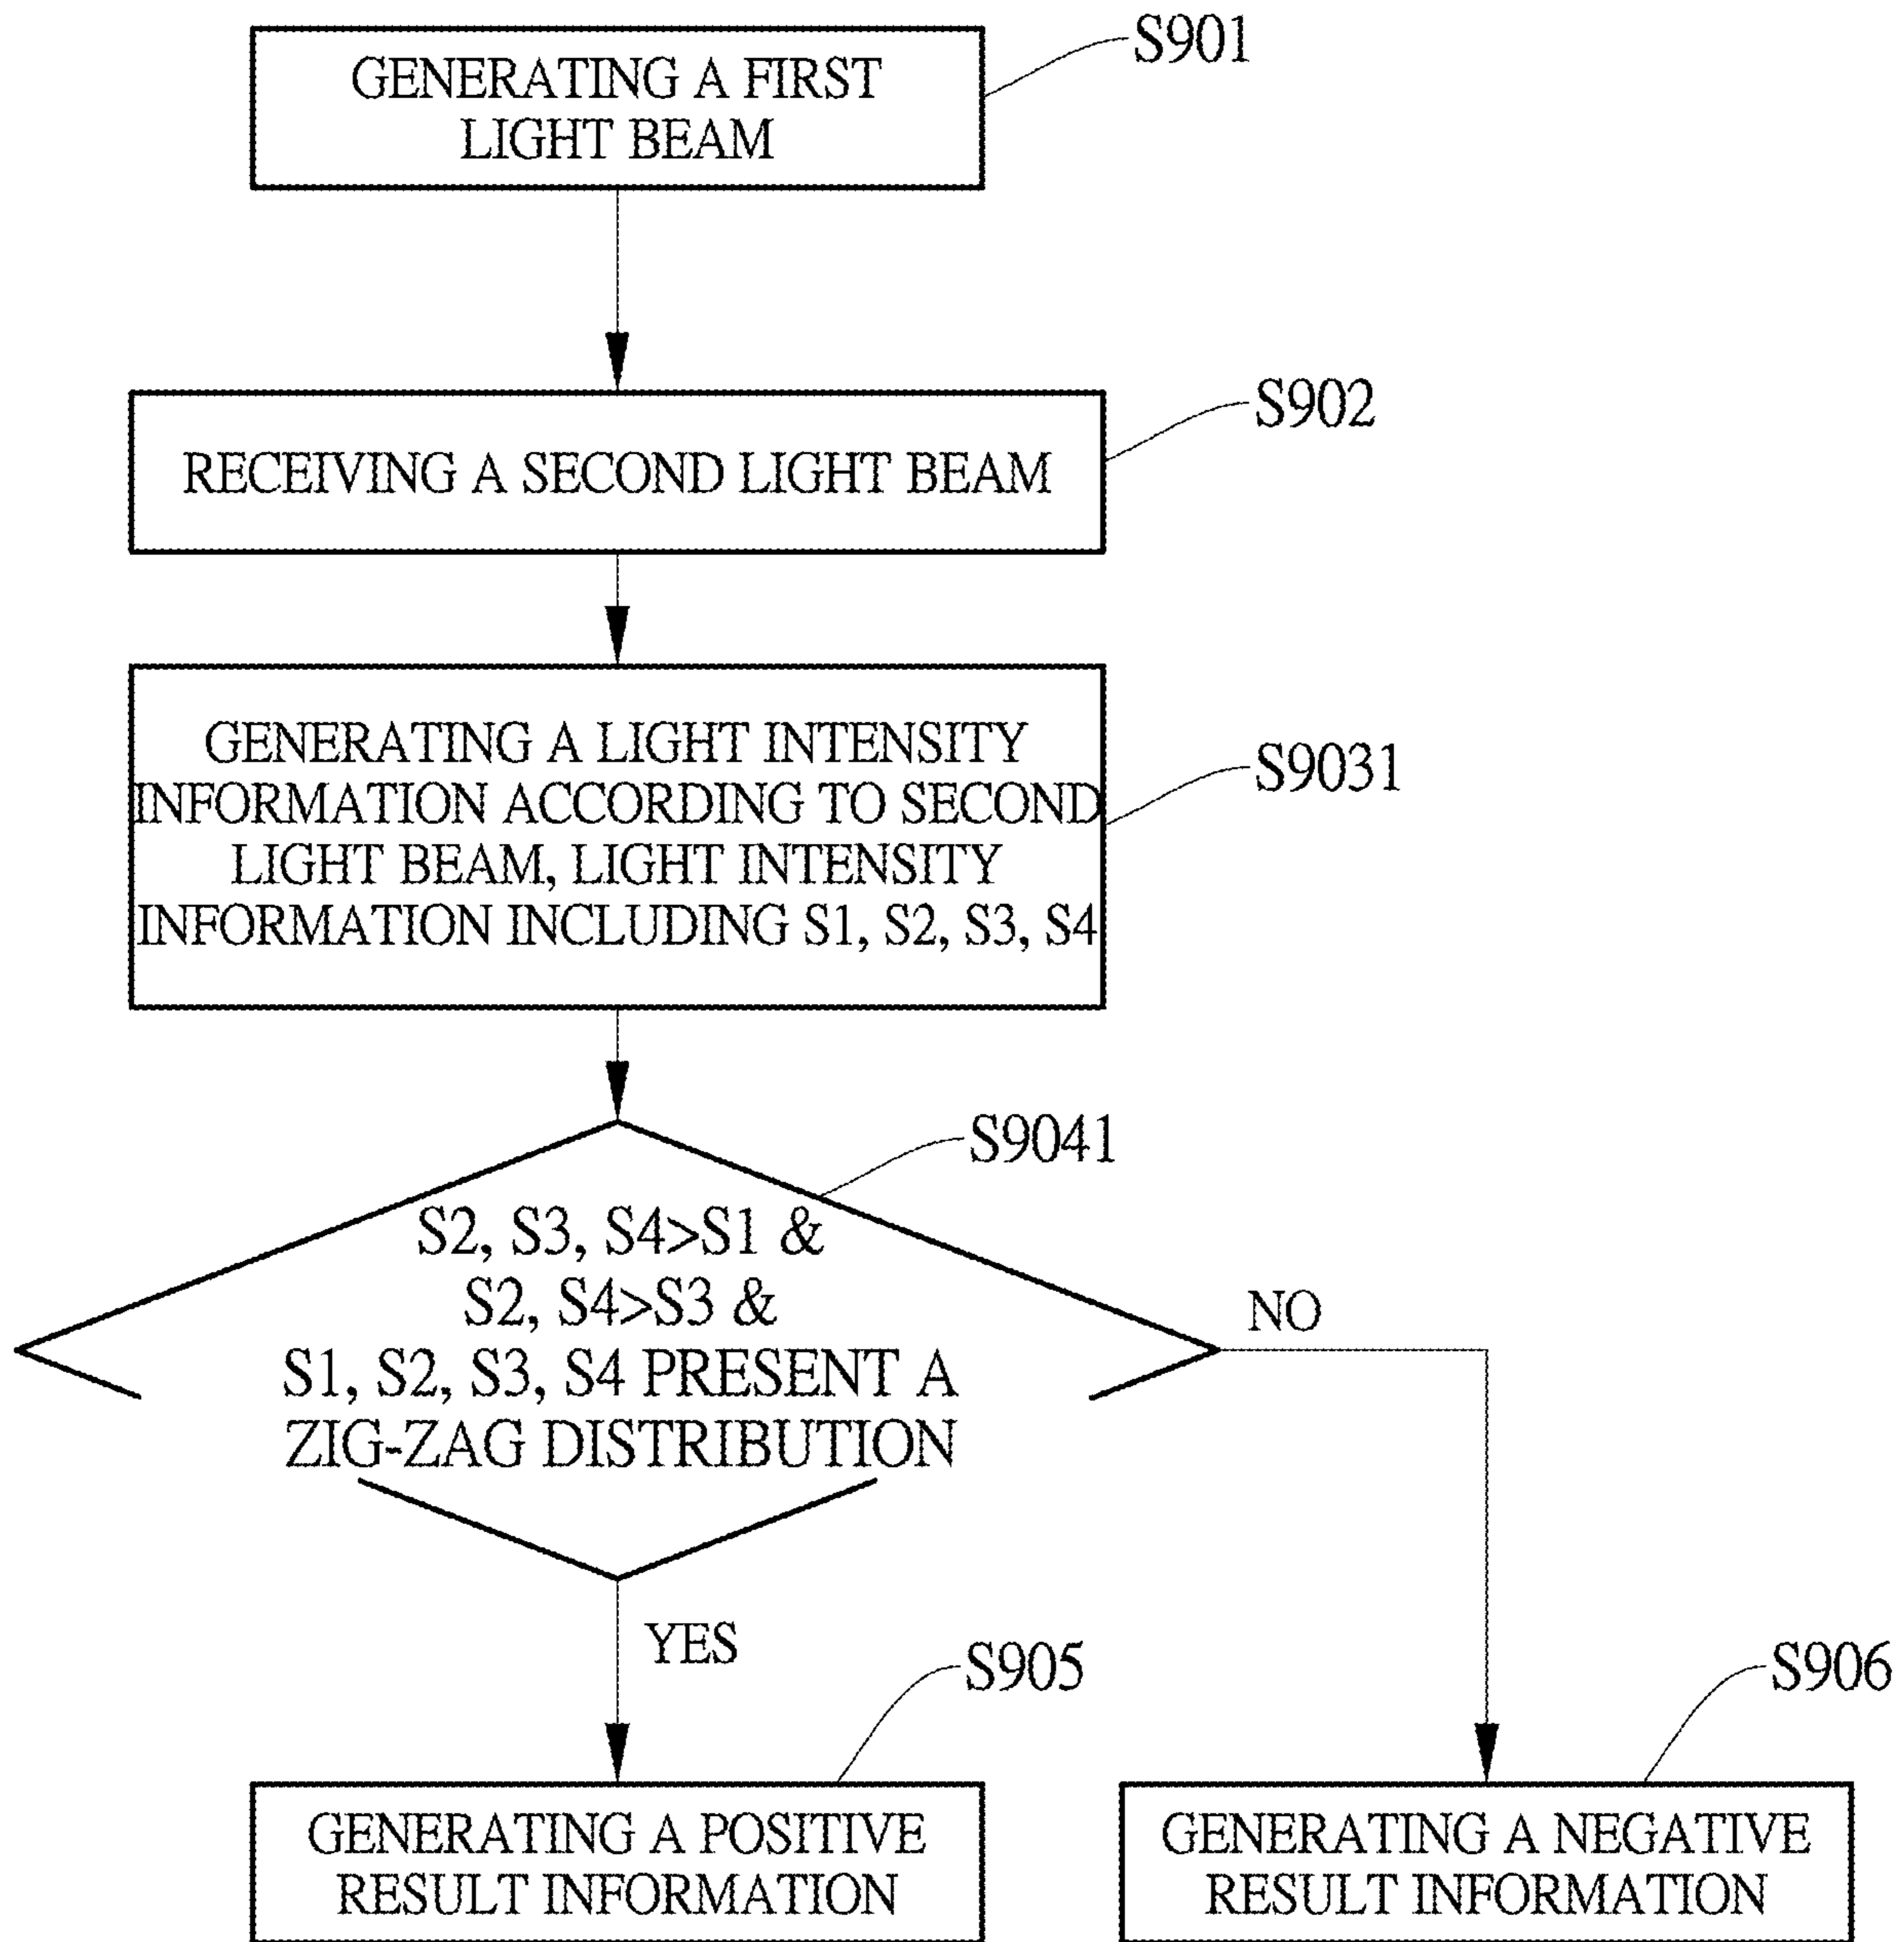 S901
GENERATING A FIRST
LIGHT BEAM
S902
RECEIVING A SECOND LIGHT BEAM
S9031
GENERATING A LIGHT INTENSITY
INFORMATION ACCORDING TO SECOND
LIGHT BEAM, LIGHT INTENSITY
INFORMATION INCLUDING S1, S2, S3, S4
S9041
S2, S3, S4>S1 &
S2, S4>S3 &
S1, S2, S3, S4 PRESENT A
ZIG-ZAG DISTRIBUTION
NO
YES
S905
GENERATING A POSITIVE
RESULT INFORMATION
S906
GENERATING A NEGATIVE
RESULT INFORMATION